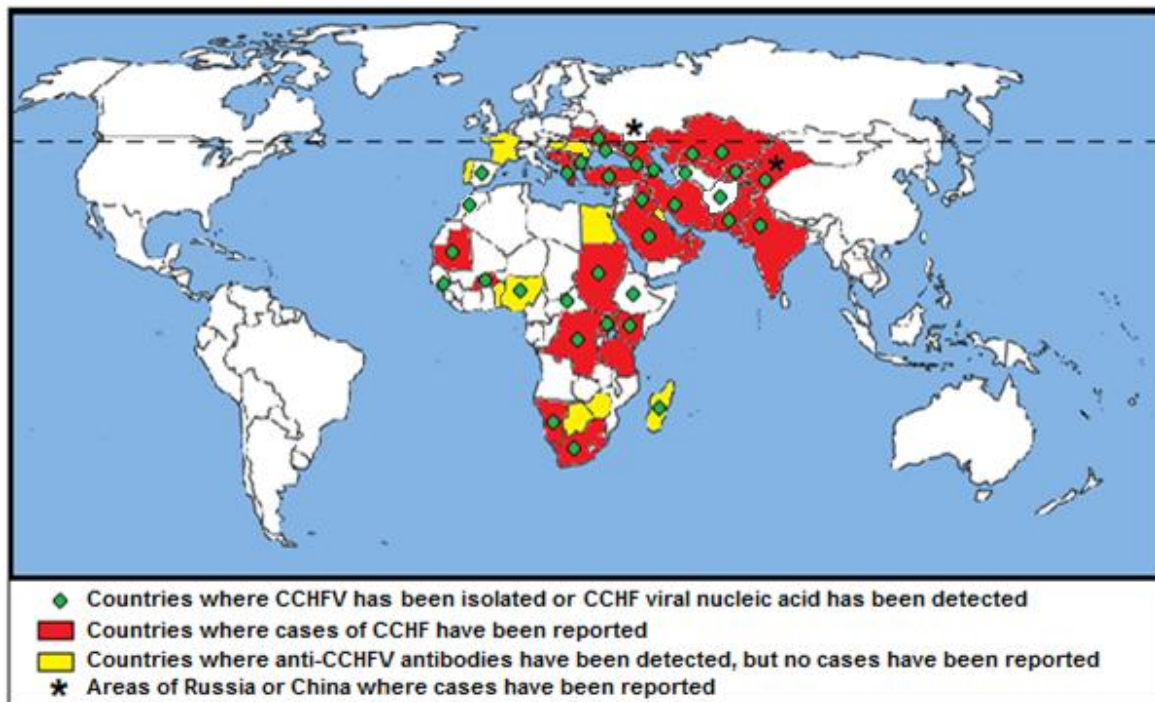 Countries where CCHFV has been isolated or CCHF viral nucleic acid has been detected
Countries where cases of CCHF have been reported
Countries where anti-CCHFV antibodies have been detected, but no cases have been reported
Areas of Russia or China where cases have been reported